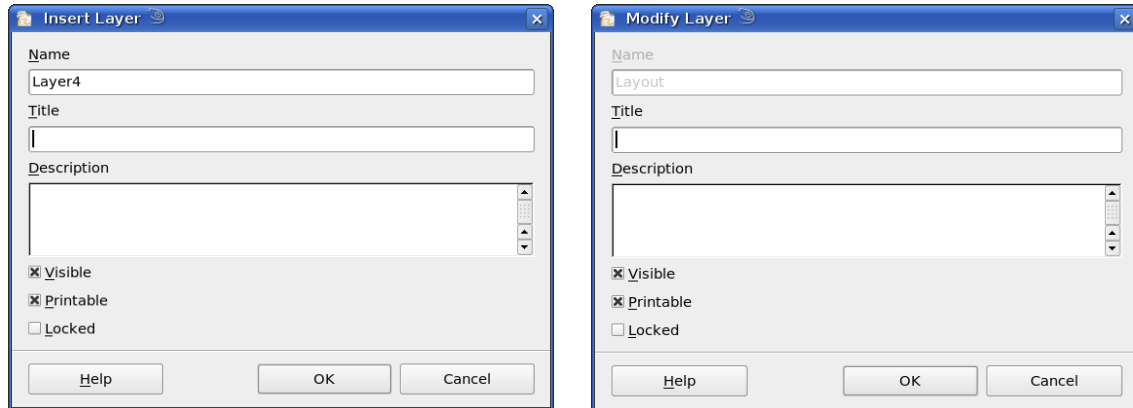 Insert Layer
Name
Layer4
Title
Description
Visible
Printable
Locked
Help OK Cancel
Modify Layer
Name
Layout
Title
Description
Visible
Printable
Locked
Help OK Cancel